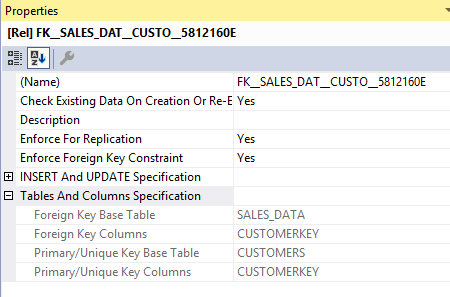 Properties
[Rel] FK__SALES_DAT__CUSTO__5812160E
(Name) FK__SALES_DAT__CUSTO__5812160E
Check Existing Data On Creation Or Re-E Yes
Description
Enforce For Replication Yes
Enforce Foreign Key Constraint Yes
INSERT And UPDATE Specification
Tables And Columns Specification
Foreign Key Base Table SALES_DATA
Foreign Key Columns CUSTOMERKEY
Primary/Unique Key Base Table CUSTOMERS
Primary/Unique Key Columns CUSTOMERKEY